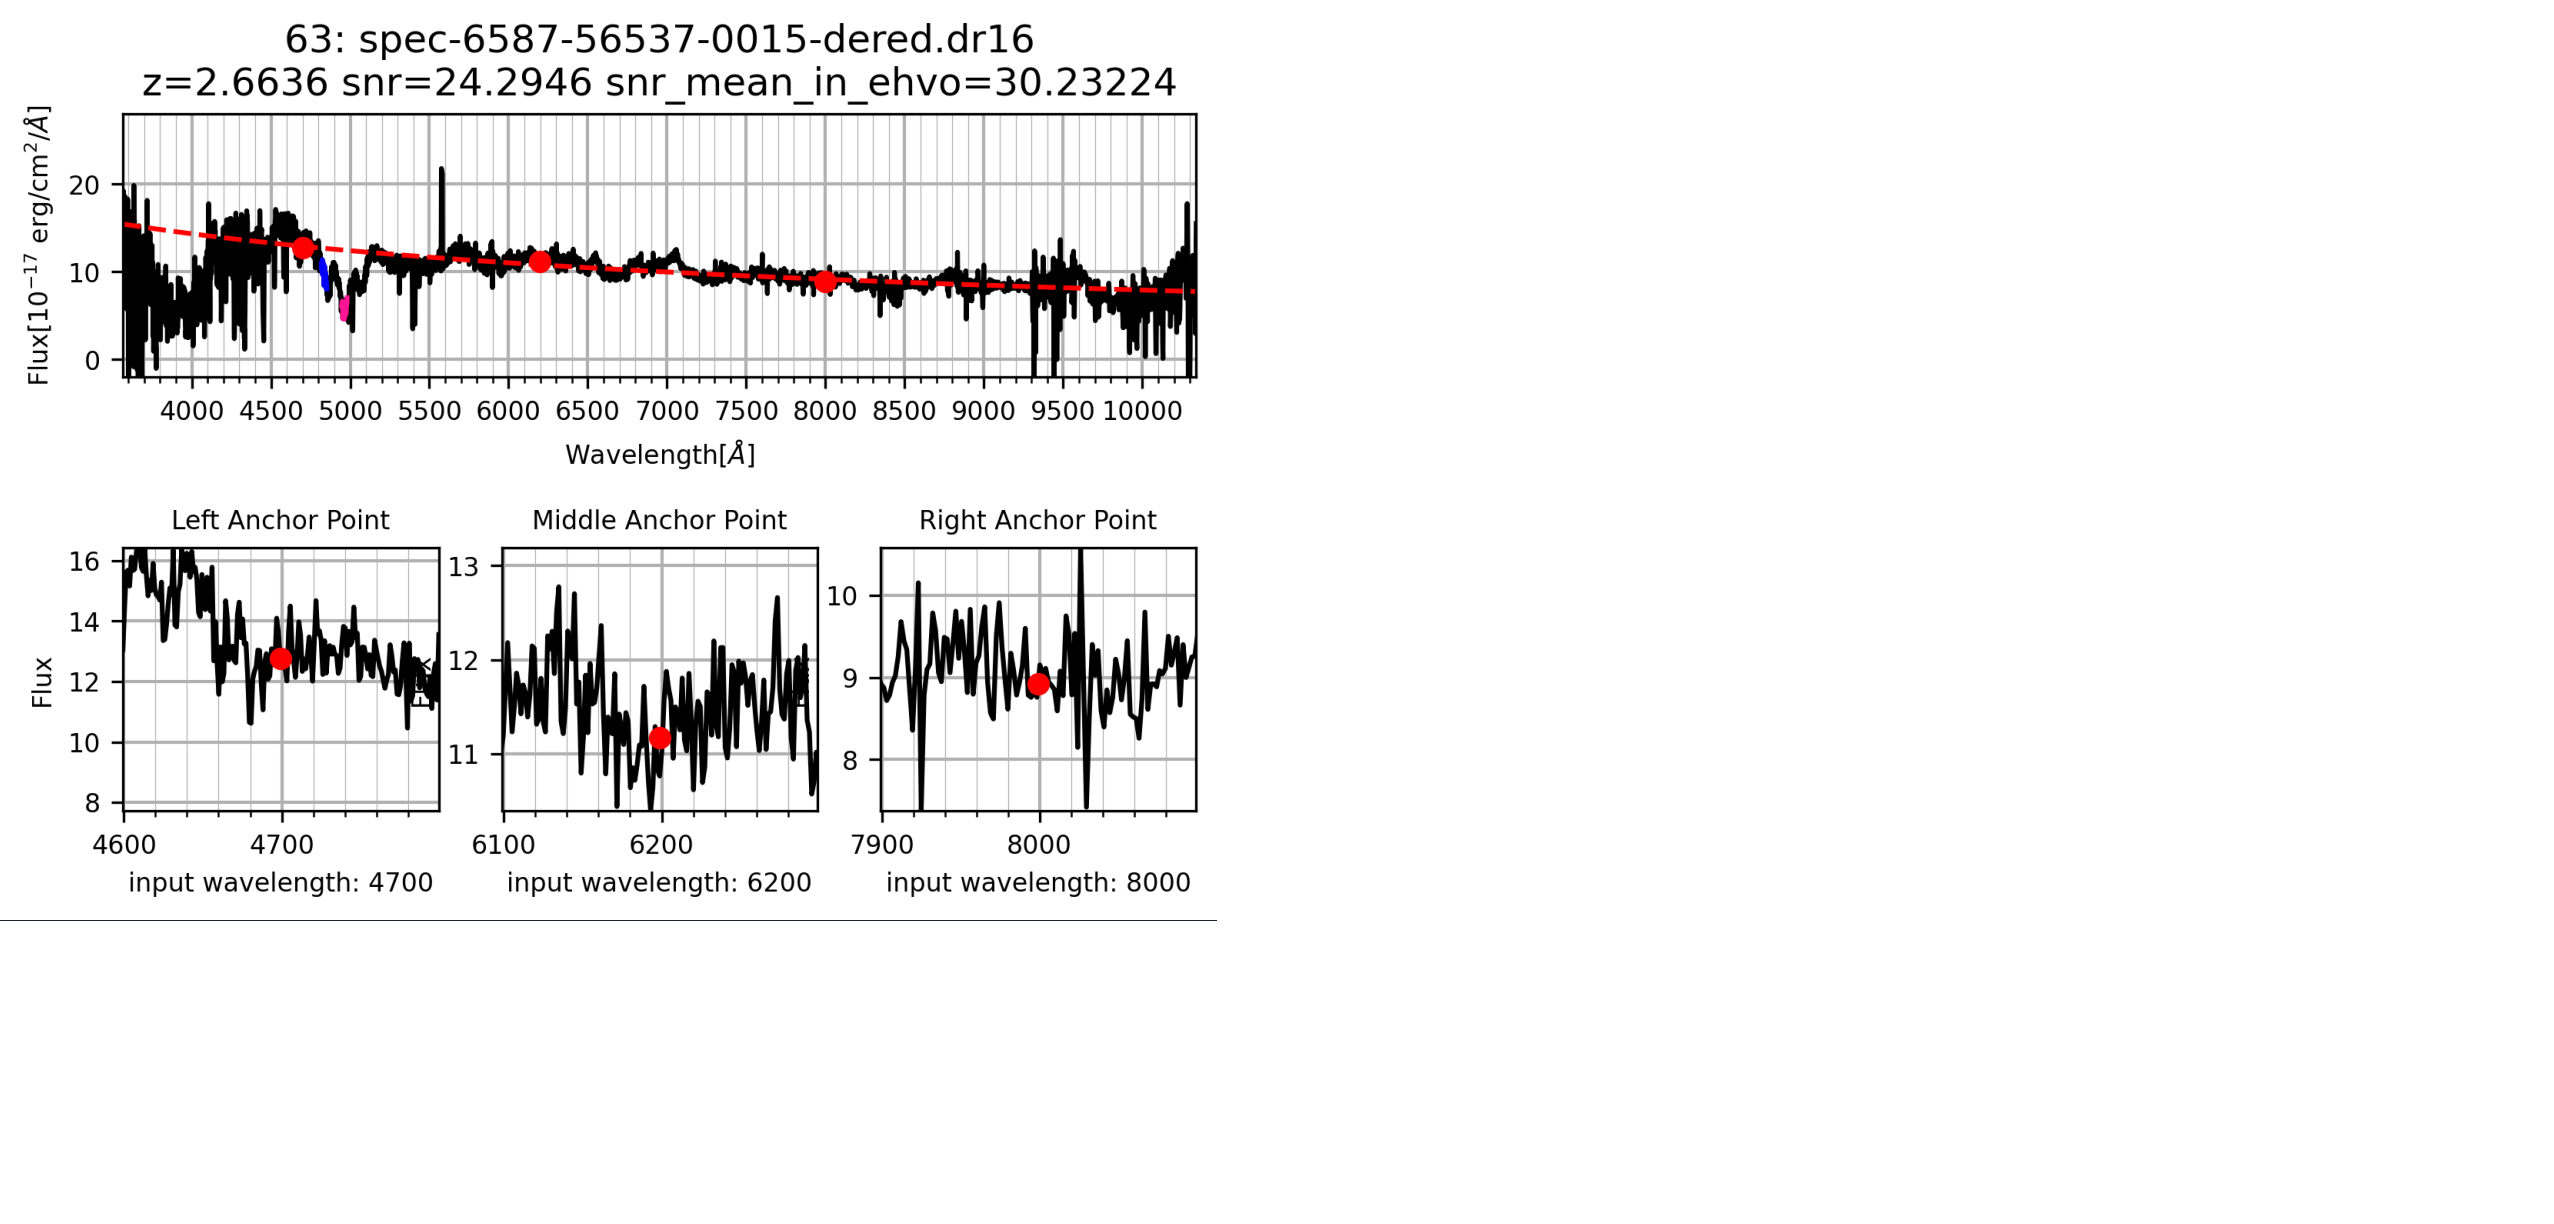 63: spec-6587-56537-0015-dered.dr16
z=2.6636 snr=24.2946 snr_mean_in_ehvo=30.23224
Flux[10⁻¹⁷ erg/cm²/Å]
20
10
0
4000 4500 5000 5500 6000 6500 7000 7500 8000 8500 9000 9500 10000
Wavelength[Å]
Left Anchor Point
Flux
16
14
12
10
8
4600 4700
input wavelength: 4700
Middle Anchor Point
Flux
13
12
11
6100 6200
input wavelength: 6200
Right Anchor Point
10
9
8
7900 8000
input wavelength: 8000